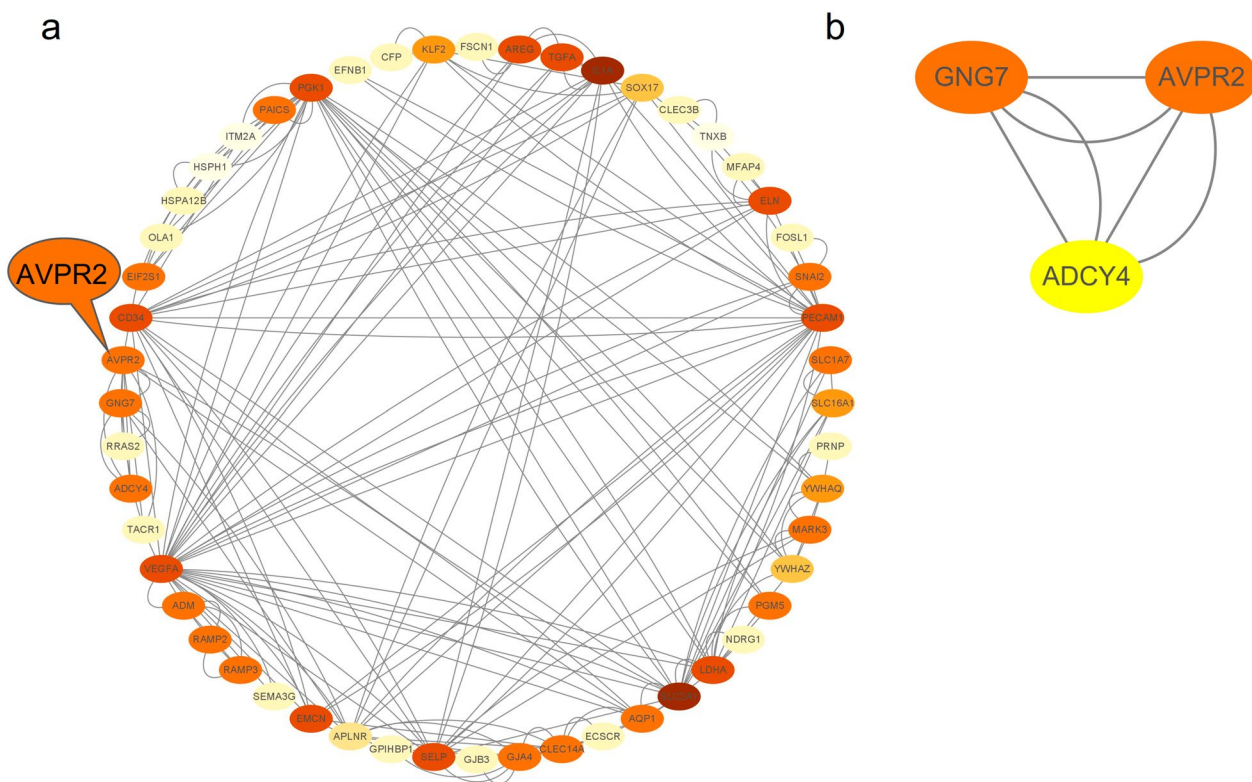 a
b
CFP
KLF2
FSCN1
AREG
TGFA
EFNB1
PGK1
SOX17
PAICS
CLEC3B
ITM2A
TNXB
HSPH1
MFAP4
HSPA12B
ELN
OLA1
FOSL1
EIF2S1
SNAI2
AVPR2
CD34
PECAM1
AVPR2
SLC1A7
GNG7
SLC16A1
RRAS2
PRNP
ADCY4
YWHAQ
TACR1
MARK3
VEGFA
YWHAZ
ADM
PGM5
RAMP2
NDRG1
RAMP3
LDHA
SEMA3G
EMCN
AQP1
APLNR
ECSCR
GPIHBP1
CLEC14A
SELP
GJB3
GJA4
GNG7
AVPR2
ADCY4